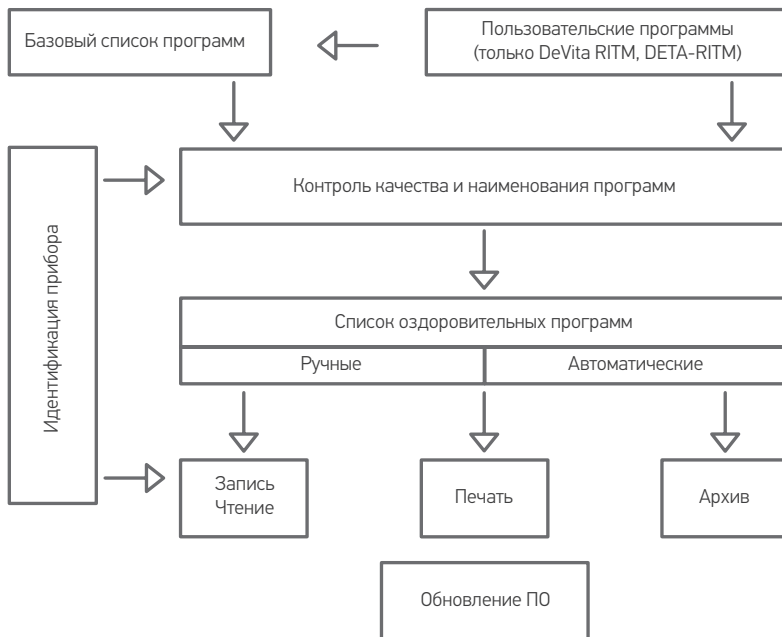 Базовый список программ
Пользовательские программы
(только DeVita RITM, DETA-RITM)
Идентификация прибора
Контроль качества и наименования программ
Список оздоровительных программ
Ручные
Автоматические
Запись
Чтение
Печать
Архив
Обновление ПО